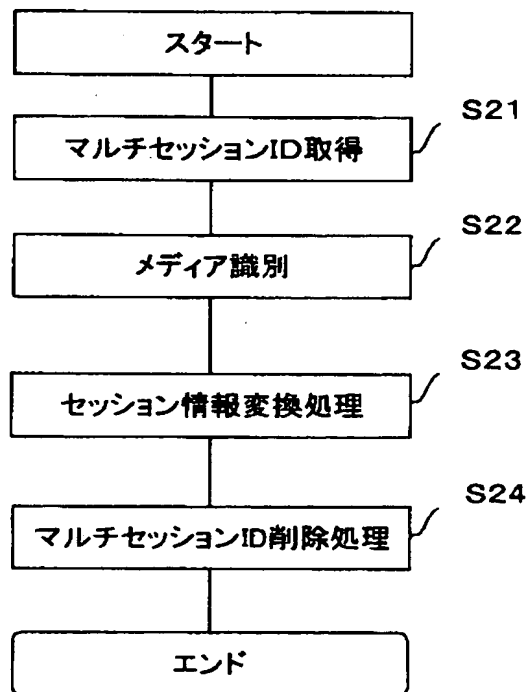 スタート
S21
マルチセッションID取得
S22
メディア識別
S23
セッション情報変換処理
S24
マルチセッションID削除処理
エンド